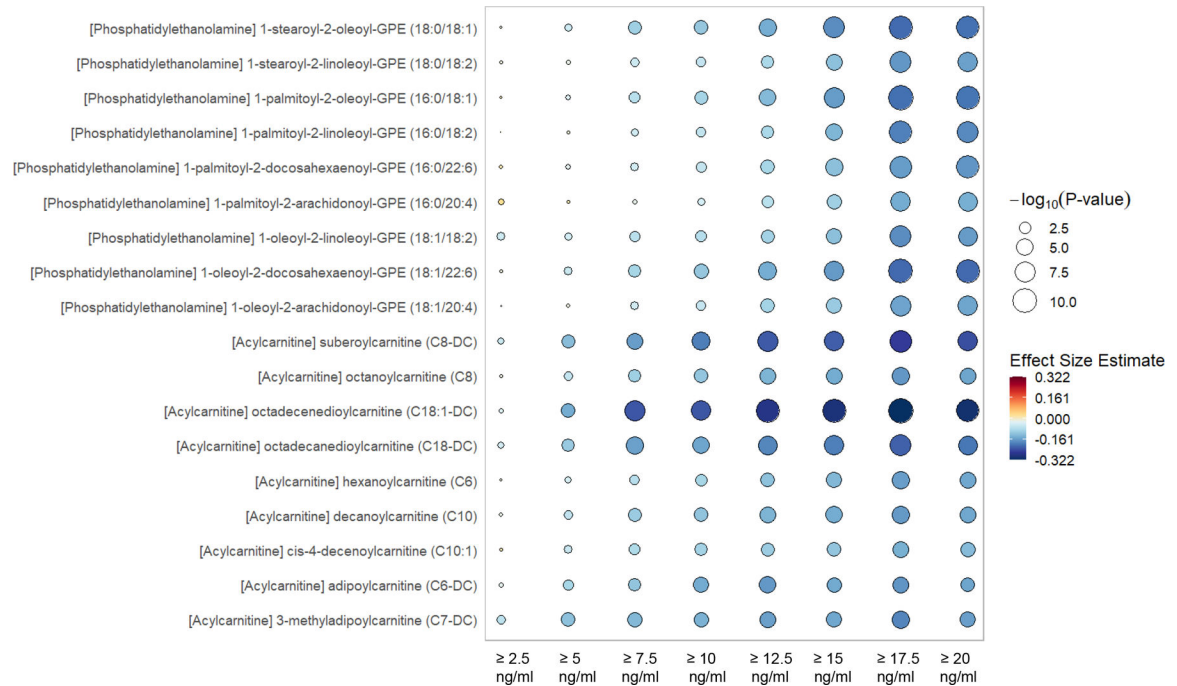 [Phosphatidylethanolamine] 1-stearoyl-2-oleoyl-GPE (18:0/18:1)
[Phosphatidylethanolamine] 1-stearoyl-2-linoleoyl-GPE (18:0/18:2)
[Phosphatidylethanolamine] 1-palmitoyl-2-oleoyl-GPE (16:0/18:1)
[Phosphatidylethanolamine] 1-palmitoyl-2-linoleoyl-GPE (16:0/18:2)
[Phosphatidylethanolamine] 1-palmitoyl-2-docosahexaenoyl-GPE (16:0/22:6)
[Phosphatidylethanolamine] 1-palmitoyl-2-arachidonoyl-GPE (16:0/20:4)
[Phosphatidylethanolamine] 1-oleoyl-2-linoleoyl-GPE (18:1/18:2)
[Phosphatidylethanolamine] 1-oleoyl-2-docosahexaenoyl-GPE (18:1/22:6)
[Phosphatidylethanolamine] 1-oleoyl-2-arachidonoyl-GPE (18:1/20:4)
[Acylcarnitine] suberoylcarnitine (C8-DC)
[Acylcarnitine] octanoylcarnitine (C8)
[Acylcarnitine] octadecenedioylcarnitine (C18:1-DC)
[Acylcarnitine] octadecanedioylcarnitine (C18-DC)
[Acylcarnitine] hexanoylcarnitine (C6)
[Acylcarnitine] decanoylcarnitine (C10)
[Acylcarnitine] cis-4-decenoylcarnitine (C10:1)
[Acylcarnitine] adipoylcarnitine (C6-DC)
[Acylcarnitine] 3-methyladipoylcarnitine (C7-DC)
≥ 2.5 ≥ 5 ≥ 7.5 ≥ 10 ≥ 12.5 ≥ 15 ≥ 17.5 ≥ 20
ng/ml ng/ml ng/ml ng/ml ng/ml ng/ml ng/ml ng/ml
−log₁₀(P-value)
2.5
5.0
7.5
10.0
Effect Size Estimate
0.322
0.161
0.000
-0.161
-0.322